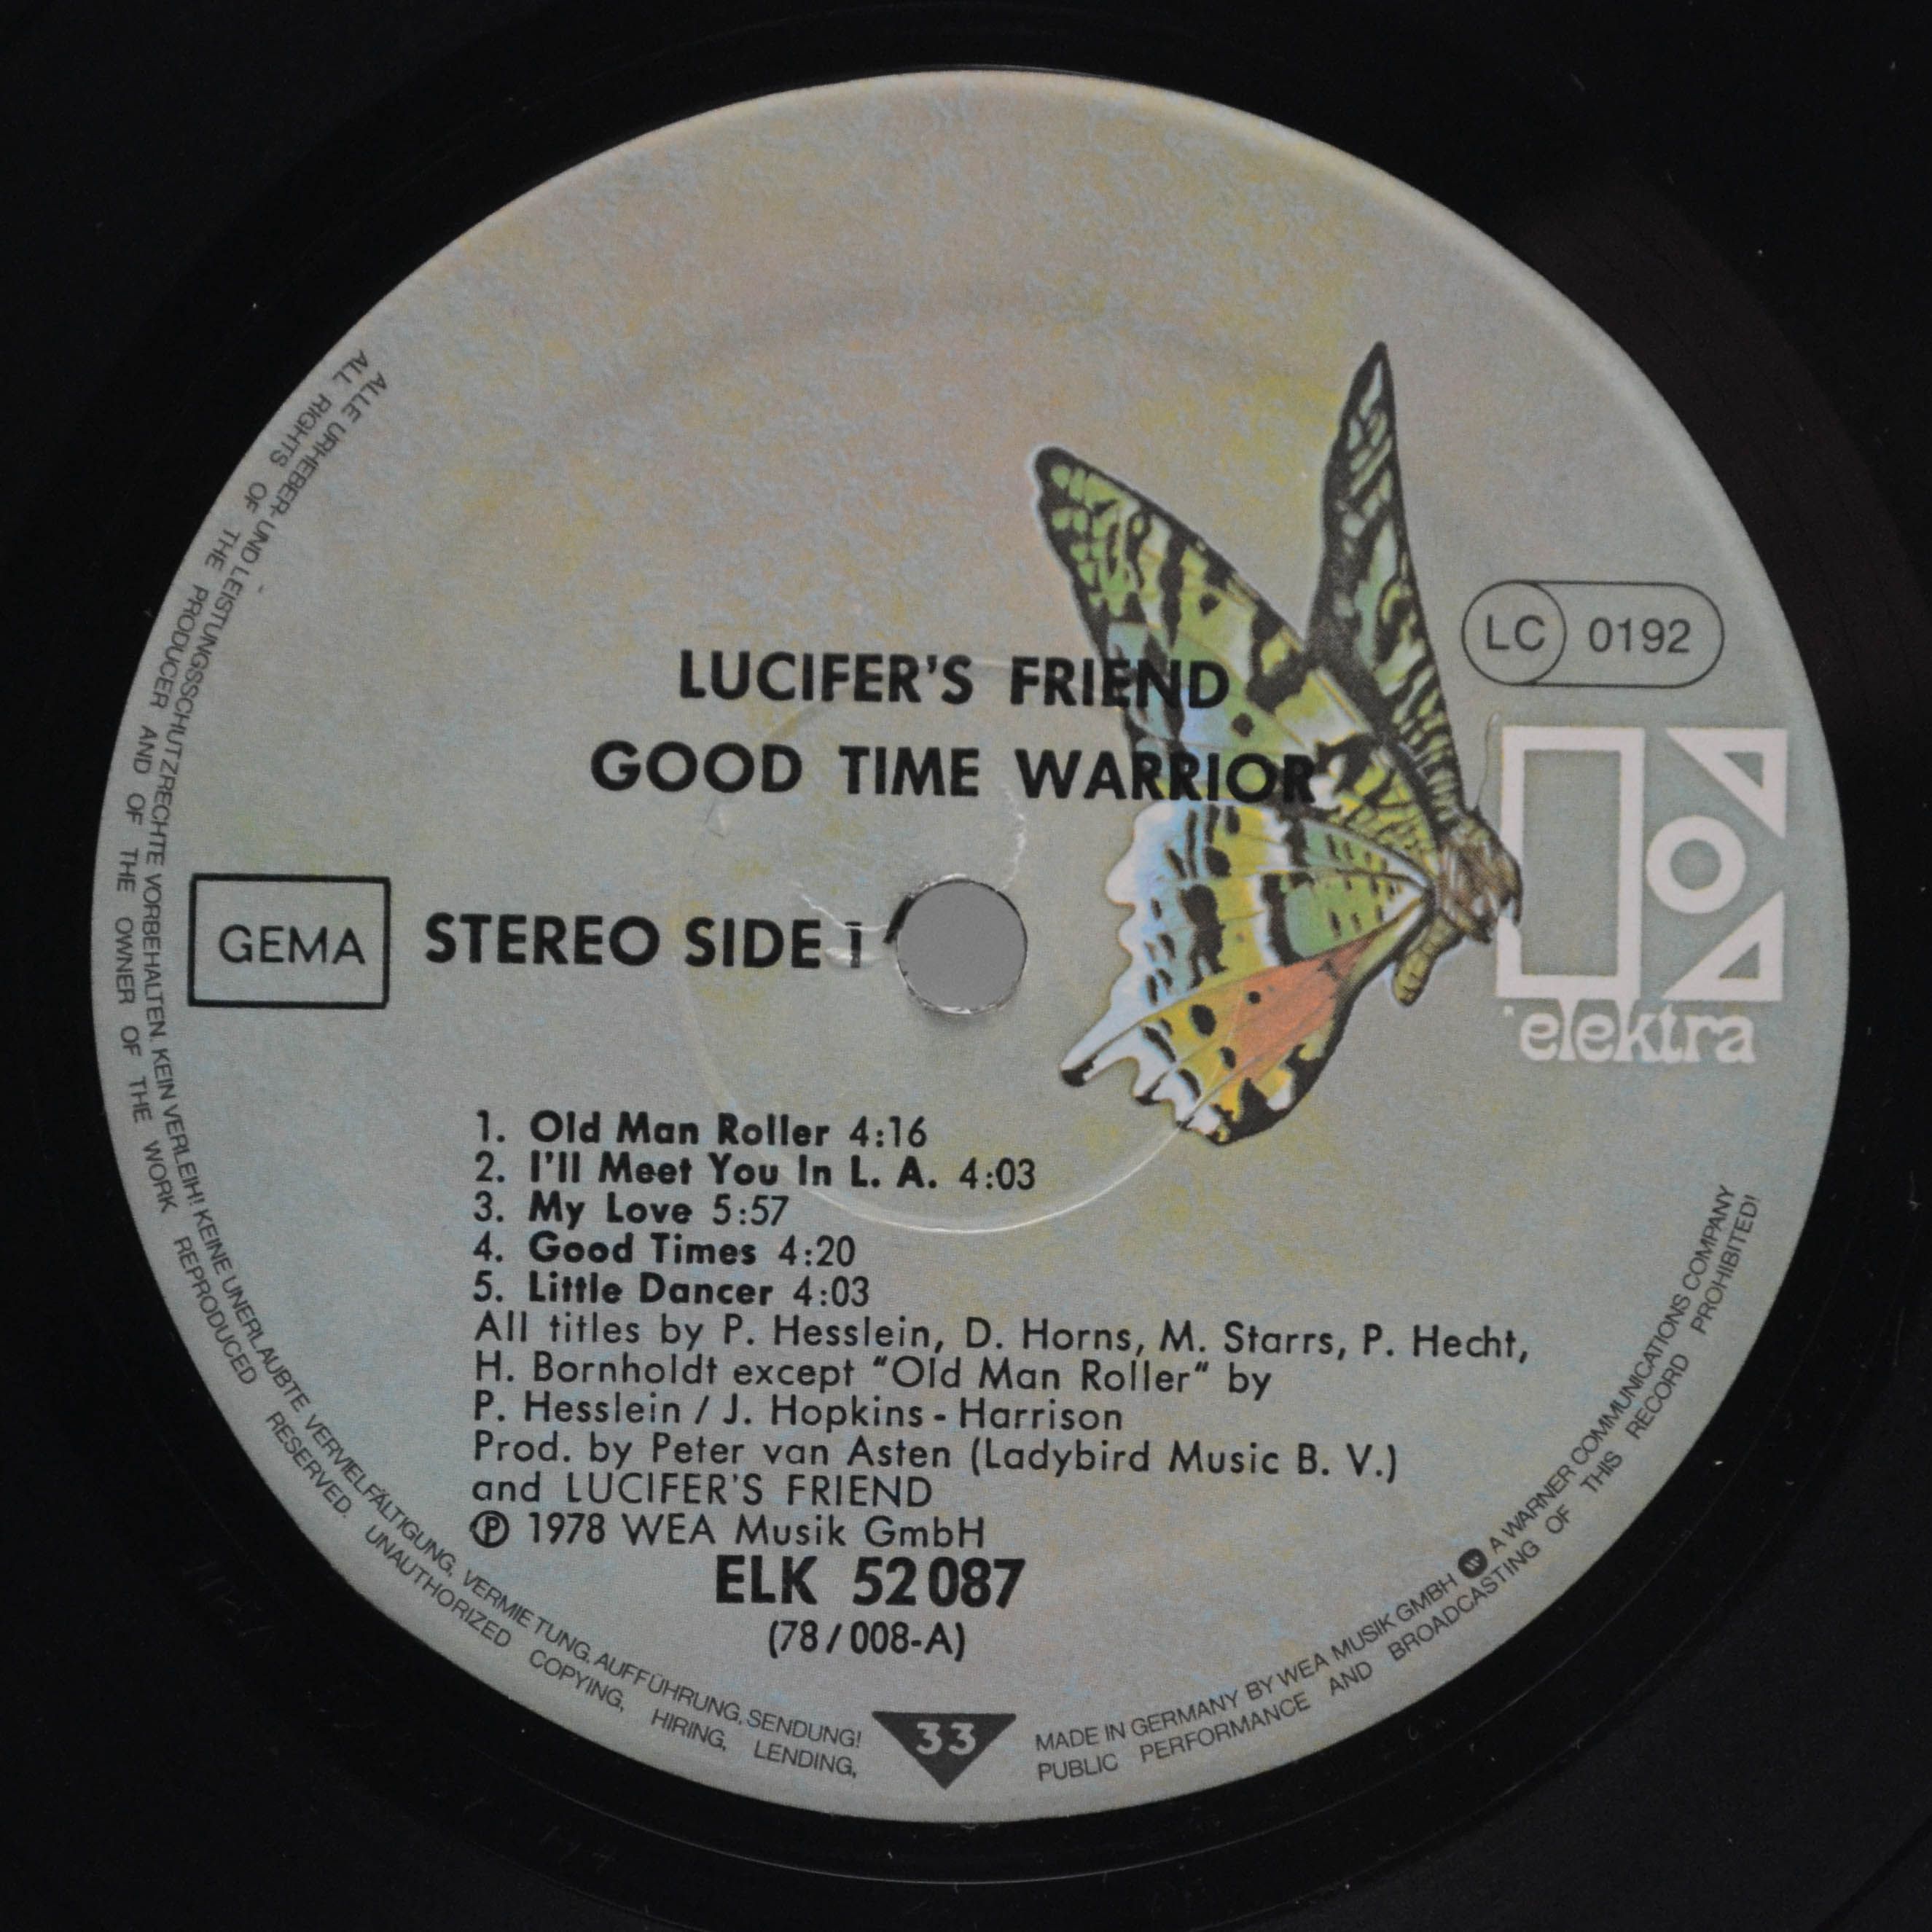 LUCIFER'S FRIEND
GOOD TIME WARRIOR
LC 0192
GEMA
STEREO SIDE 1
elektra
1. Old Man Roller 4:16
2. I'll Meet You In L. A. 4:03
3. My Love 5:57
4. Good Times 4:20
5. Little Dancer 4:03
All titles by P. Hesslein, D. Horns, M. Starrs, P. Hecht,
H. Bornholdt except "Old Man Roller" by
P. Hesslein / J. Hopkins - Harrison
Prod. by Peter van Asten (Ladybird Music B. V.)
and LUCIFER'S FRIEND
Ⓟ 1978 WEA Musik GmbH
ELK 52 087
(78 / 008-A)
33
ALLE URHEBER- UND LEISTUNGSSCHUTZRECHTE VORBEHALTEN. KEIN VERLEIH! KEINE UNERLAUBTE VERVIELFÄLTIGUNG, VERMIETUNG, AUFFÜHRUNG, SENDUNG!
ALL RIGHTS OF THE PRODUCER AND OF THE OWNER OF THE WORK REPRODUCED RESERVED. UNAUTHORIZED COPYING, HIRING, LENDING,
MADE IN GERMANY BY WEA MUSIK GMBH W A WARNER COMMUNICATIONS COMPANY
PUBLIC PERFORMANCE AND BROADCASTING OF THIS RECORD PROHIBITED!